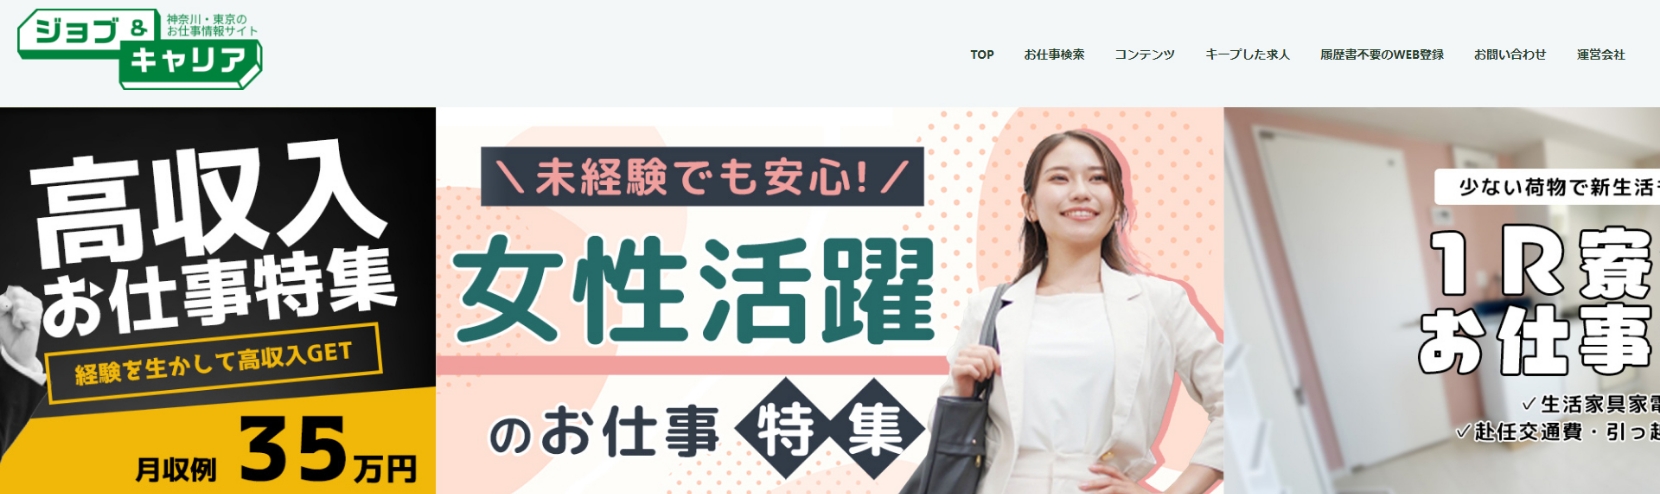 ジョブ&
キャリア
神奈川・東京の
お仕事情報サイト
TOP お仕事検索 コンテンツ キープした求人 履歴書不要のWEB登録 お問い合わせ 運営会社
高収入
お仕事特集
経験を生かして高収入GET
月収例 35万円
\未経験でも安心!/
女性活躍
のお仕事特集
少ない荷物で新生活
1R寮
お仕事
✓生活家具家
✓赴任交通費・引っ